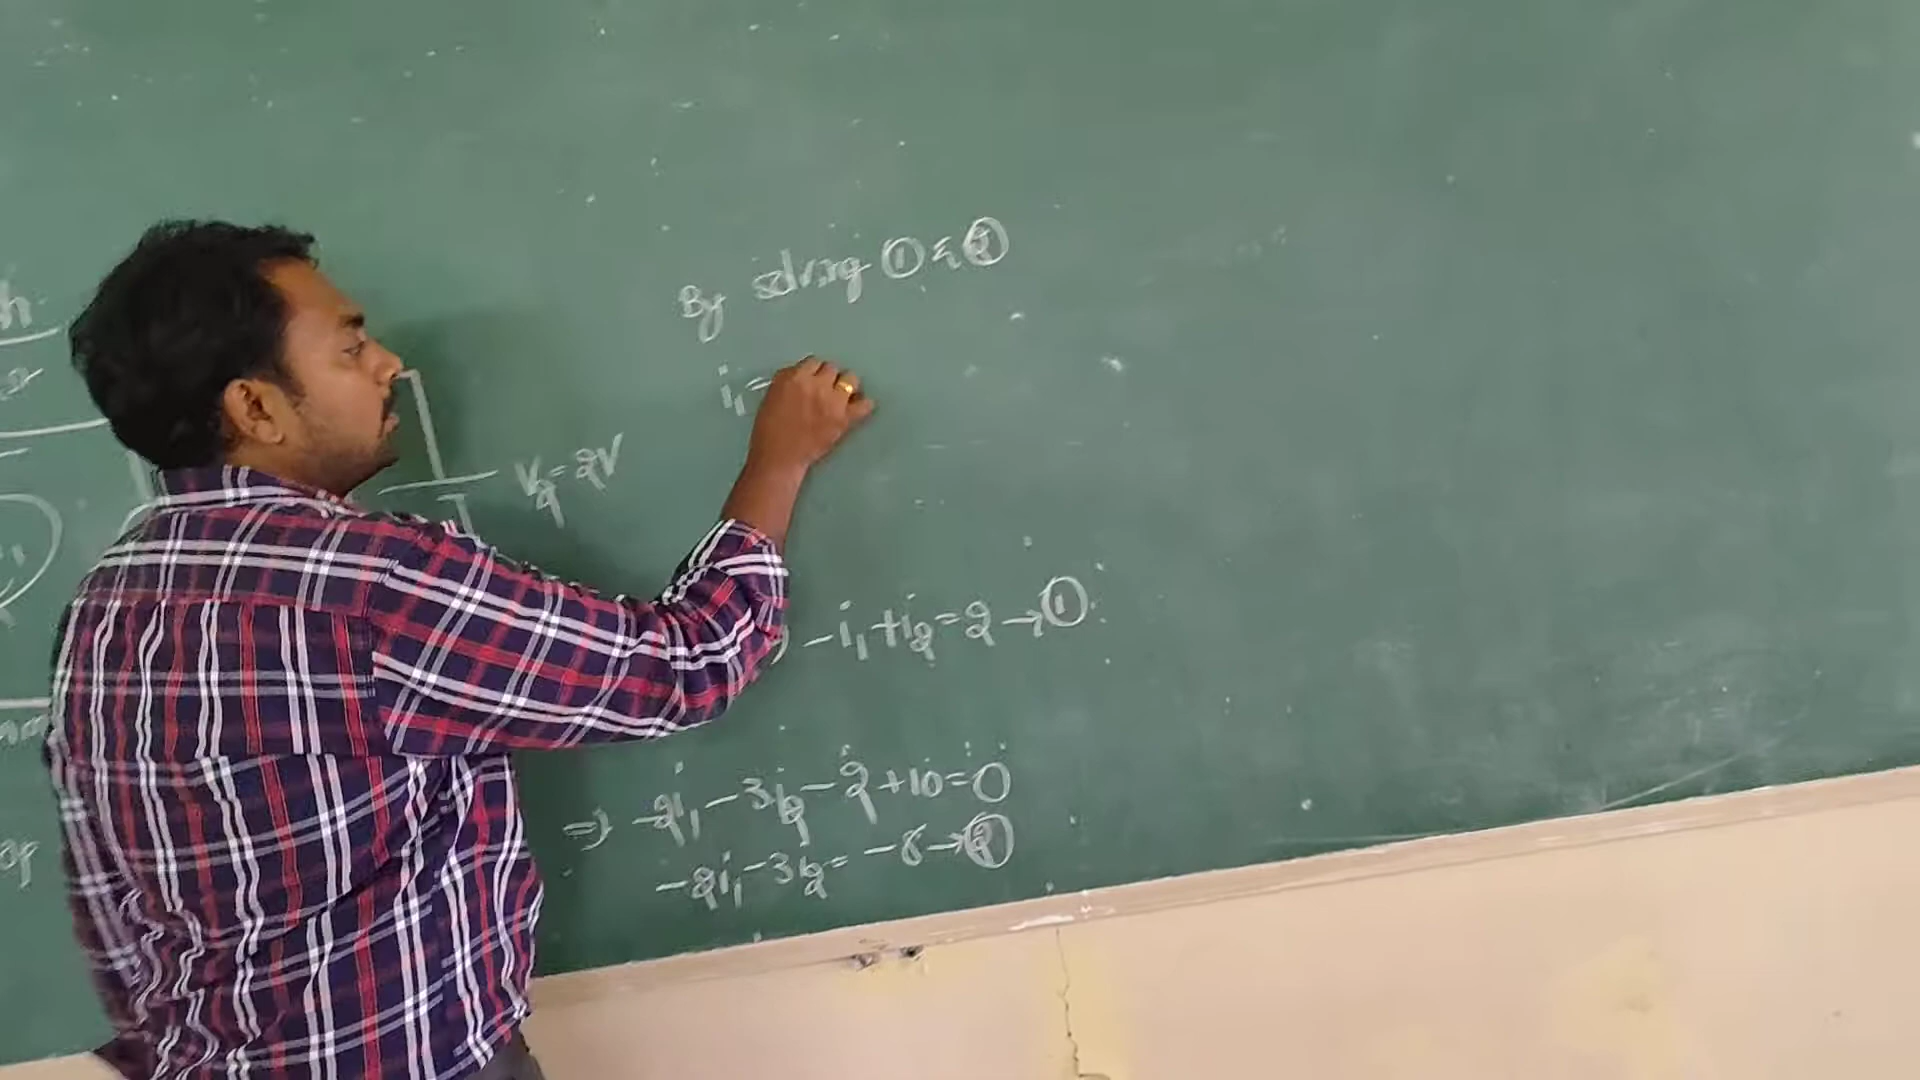 By solving ① & ②
i₁ =
V₂ = 2V
-i₁ + i₂ = 2 → ①
⇒ -2i₁ - 3i₂ - 2 + 10 = 0
-2i₁ - 3i₂ = -8 → ②